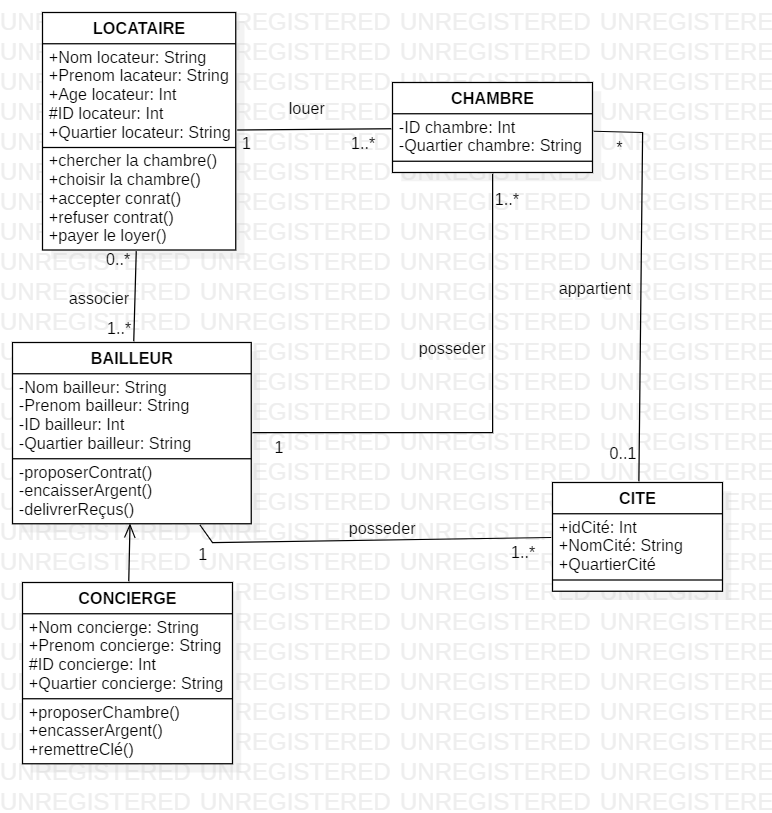 LOCATAIRE
+Nom locateur: String
+Prenom lacateur: String
+Age locateur: Int
#ID locateur: Int
+Quartier locateur: String
+chercher la chambre()
+choisir la chambre()
+accepter conrat()
+refuser contrat()
+payer le loyer()
louer
1
1..*
CHAMBRE
-ID chambre: Int
-Quartier chambre: String
*
1..*
0..*
associer
1..*
appartient
posseder
BAILLEUR
-Nom bailleur: String
-Prenom bailleur: String
-ID bailleur: Int
-Quartier bailleur: String
-proposerContrat()
-encaisserArgent()
-delivrerReçus()
1
0..1
CITE
+idCité: Int
+NomCité: String
+QuartierCité
posseder
1
1..*
CONCIERGE
+Nom concierge: String
+Prenom concierge: String
#ID concierge: Int
+Quartier concierge: String
+proposerChambre()
+encasserArgent()
+remettreClé()
UNREGISTERED UNREGISTERED UNREGISTERED UNREGISTERED